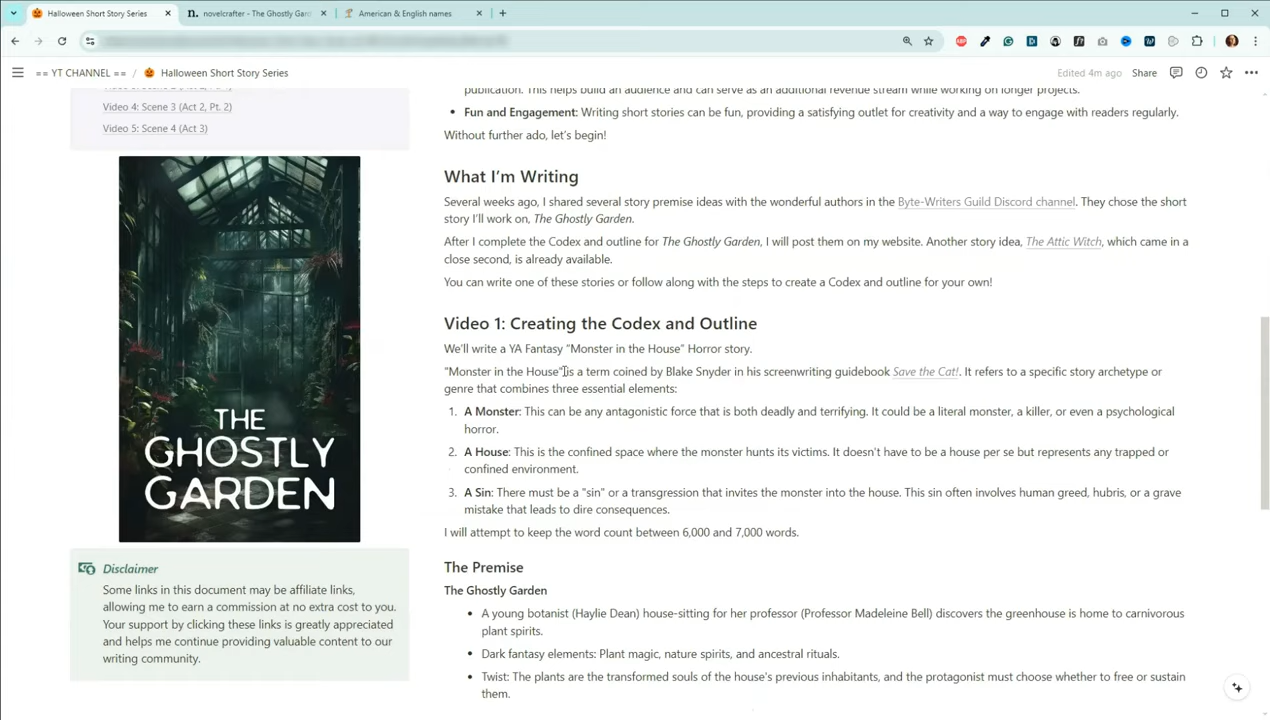 Halloween Short Story Series
novelcrafter - The Ghostly Gard
American & English names
== YT CHANNEL ==
/
Halloween Short Story Series
Edited 4m ago
Share
Video 4: Scene 3 (Act 2, Pt. 2)
Video 5: Scene 4 (Act 3)
THE
GHOSTLY
GARDEN
Disclaimer
Some links in this document may be affiliate links,
allowing me to earn a commission at no extra cost to you.
Your support by clicking these links is greatly appreciated
and helps me continue providing valuable content to our
writing community.
publication. This helps build an audience and can serve as an additional revenue stream while working on longer projects.
• Fun and Engagement: Writing short stories can be fun, providing a satisfying outlet for creativity and a way to engage with readers regularly.
Without further ado, let's begin!
What I'm Writing
Several weeks ago, I shared several story premise ideas with the wonderful authors in the Byte-Writers Guild Discord channel. They chose the short
story I'll work on, The Ghostly Garden.
After I complete the Codex and outline for The Ghostly Garden, I will post them on my website. Another story idea, The Attic Witch, which came in a
close second, is already available.
You can write one of these stories or follow along with the steps to create a Codex and outline for your own!
Video 1: Creating the Codex and Outline
We'll write a YA Fantasy "Monster in the House" Horror story.
"Monster in the House" is a term coined by Blake Snyder in his screenwriting guidebook Save the Cat!. It refers to a specific story archetype or
genre that combines three essential elements:
1. A Monster: This can be any antagonistic force that is both deadly and terrifying. It could be a literal monster, a killer, or even a psychological
horror.
2. A House: This is the confined space where the monster hunts its victims. It doesn't have to be a house per se but represents any trapped or
confined environment.
3. A Sin: There must be a "sin" or a transgression that invites the monster into the house. This sin often involves human greed, hubris, or a grave
mistake that leads to dire consequences.
I will attempt to keep the word count between 6,000 and 7,000 words.
The Premise
The Ghostly Garden
• A young botanist (Haylie Dean) house-sitting for her professor (Professor Madeleine Bell) discovers the greenhouse is home to carnivorous
plant spirits.
• Dark fantasy elements: Plant magic, nature spirits, and ancestral rituals.
• Twist: The plants are the transformed souls of the house's previous inhabitants, and the protagonist must choose whether to free or sustain
them.